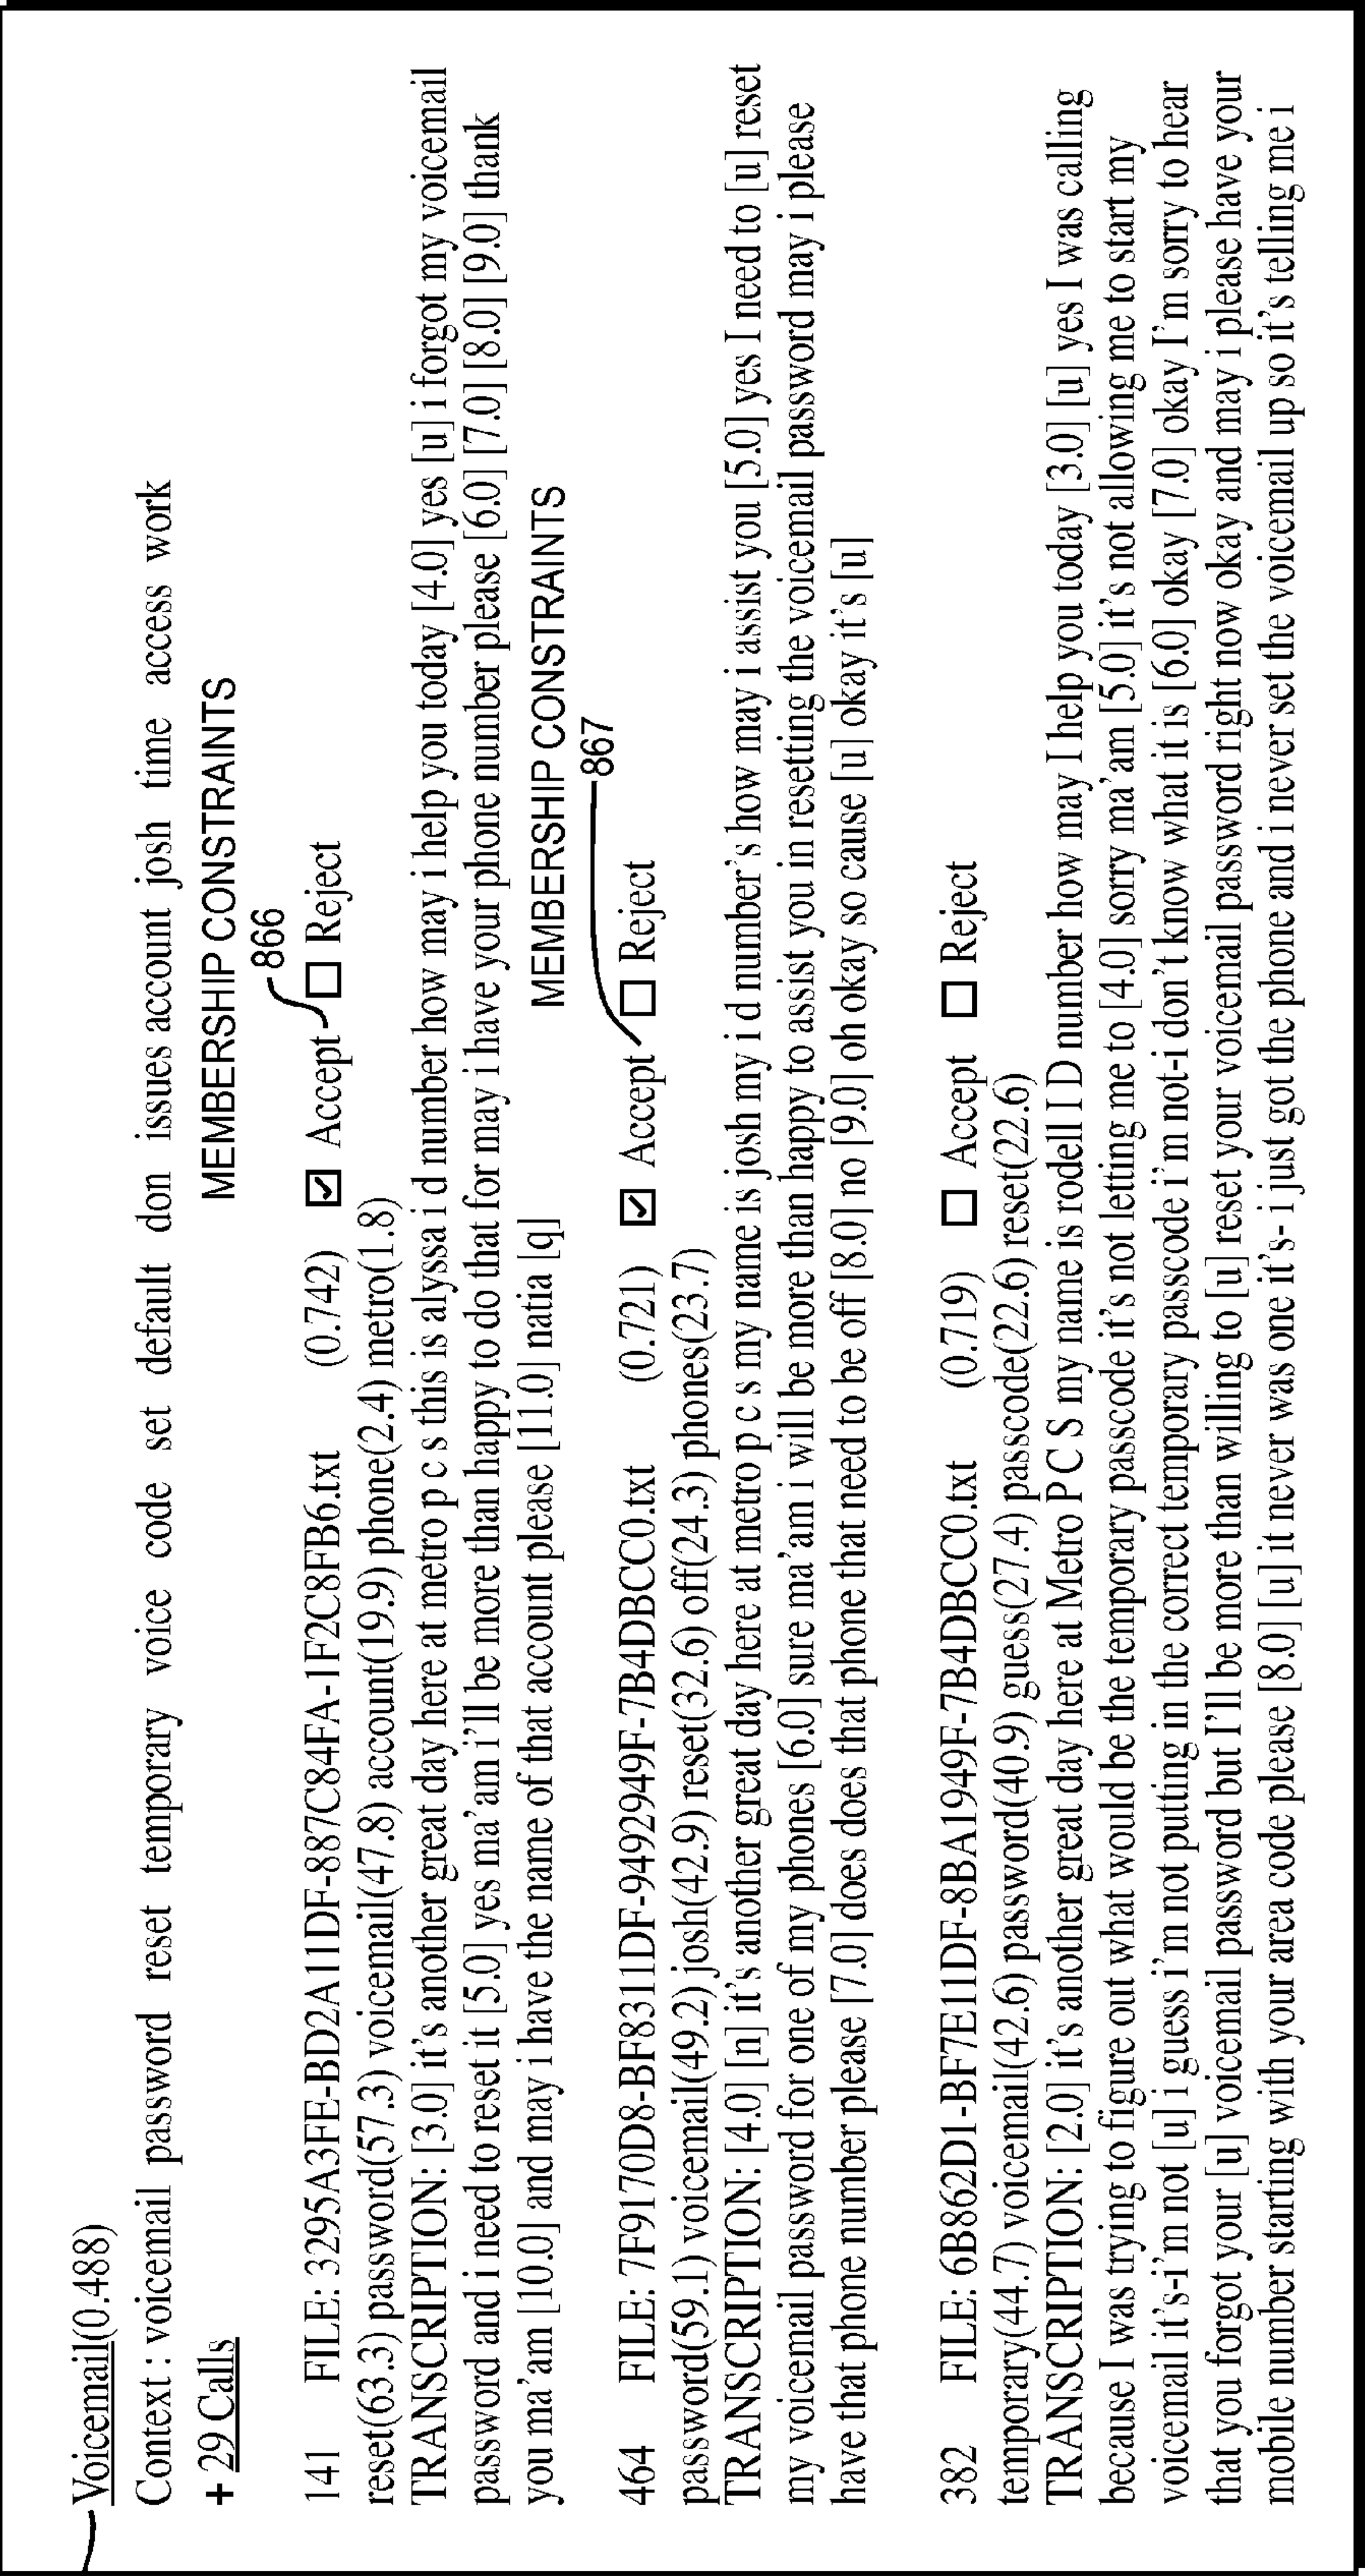 Voicemail(0.488)
Context : voicemail password reset temporary voice code set default don issues account josh time access work
+ 29 Calls
MEMBERSHIP CONSTRAINTS
866
141 FILE: 3295A3FE-BD2A11DF-887C84FA-1F2C8FB6.txt (0.742) ☑ Accept ☐ Reject
reset(63.3) password(57.3) voicemail(47.8) account(19.9) phone(2.4) metro(1.8)
TRANSCRIPTION: [3.0] it's another great day here at metro p c s this is alyssa i d number how may i help you today [4.0] yes [u] i forgot my voicemail
password and i need to reset it [5.0] yes ma'am i'll be more than happy to do that for may i have your phone number please [6.0] [7.0] [8.0] [9.0] thank
you ma'am [10.0] and may i have the name of that account please [11.0] natia [q]
MEMBERSHIP CONSTRAINTS
867
464 FILE: 7F9170D8-BF8311DF-9492949F-7B4DBCC0.txt (0.721) ☑ Accept ☐ Reject
password(59.1) voicemail(49.2) josh(42.9) reset(32.6) off(24.3) phones(23.7)
TRANSCRIPTION: [4.0] [n] it's another great day here at metro p c s my name is josh my i d number's how may i assist you [5.0] yes I need to [u] reset
my voicemail password for one of my phones [6.0] sure ma'am i will be more than happy to assist you in resetting the voicemail password may i please
have that phone number please [7.0] does does that phone that need to be off [8.0] no [9.0] oh okay so cause [u] okay it's [u]
382 FILE: 6B862D1-BF7E11DF-8BA1949F-7B4DBCC0.txt (0.719) ☐ Accept ☐ Reject
temporary(44.7) voicemail(42.6) password(40.9) guess(27.4) passcode(22.6) reset(22.6)
TRANSCRIPTION: [2.0] it's another great day here at Metro P C S my name is rodell I D number how may I help you today [3.0] [u] yes I was calling
because I was trying to figure out what would be the temporary passcode it's not letting me to [4.0] sorry ma'am [5.0] it's not allowing me to start my
voicemail it's-i'm not [u] i guess i'm not putting in the correct temporary passcode i'm not-i don't know what it is [6.0] okay [7.0] okay I'm sorry to hear
that you forgot your [u] voicemail password but I'll be more than willing to [u] reset your voicemail password right now okay and may i please have your
mobile number starting with your area code please [8.0] [u] it never was one it's- i just got the phone and i never set the voicemail up so it's telling me i